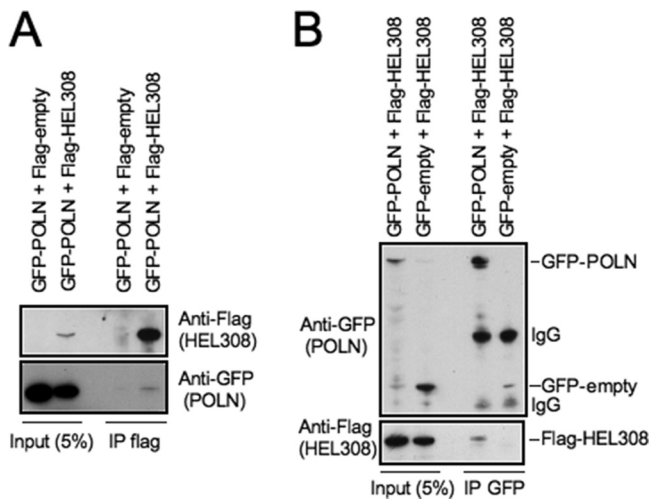 A
GFP-POLN + Flag-empty
GFP-POLN + Flag-HEL308
GFP-POLN + Flag-empty
GFP-POLN + Flag-HEL308
Anti-Flag
(HEL308)
Anti-GFP
(POLN)
Input (5%)
IP flag
B
GFP-POLN + Flag-HEL308
GFP-empty + Flag-HEL308
GFP-POLN + Flag-HEL308
GFP-empty + Flag-HEL308
Anti-GFP
(POLN)
–GFP-POLN
IgG
–GFP-empty
IgG
Anti-Flag
(HEL308)
–Flag-HEL308
Input (5%)
IP GFP